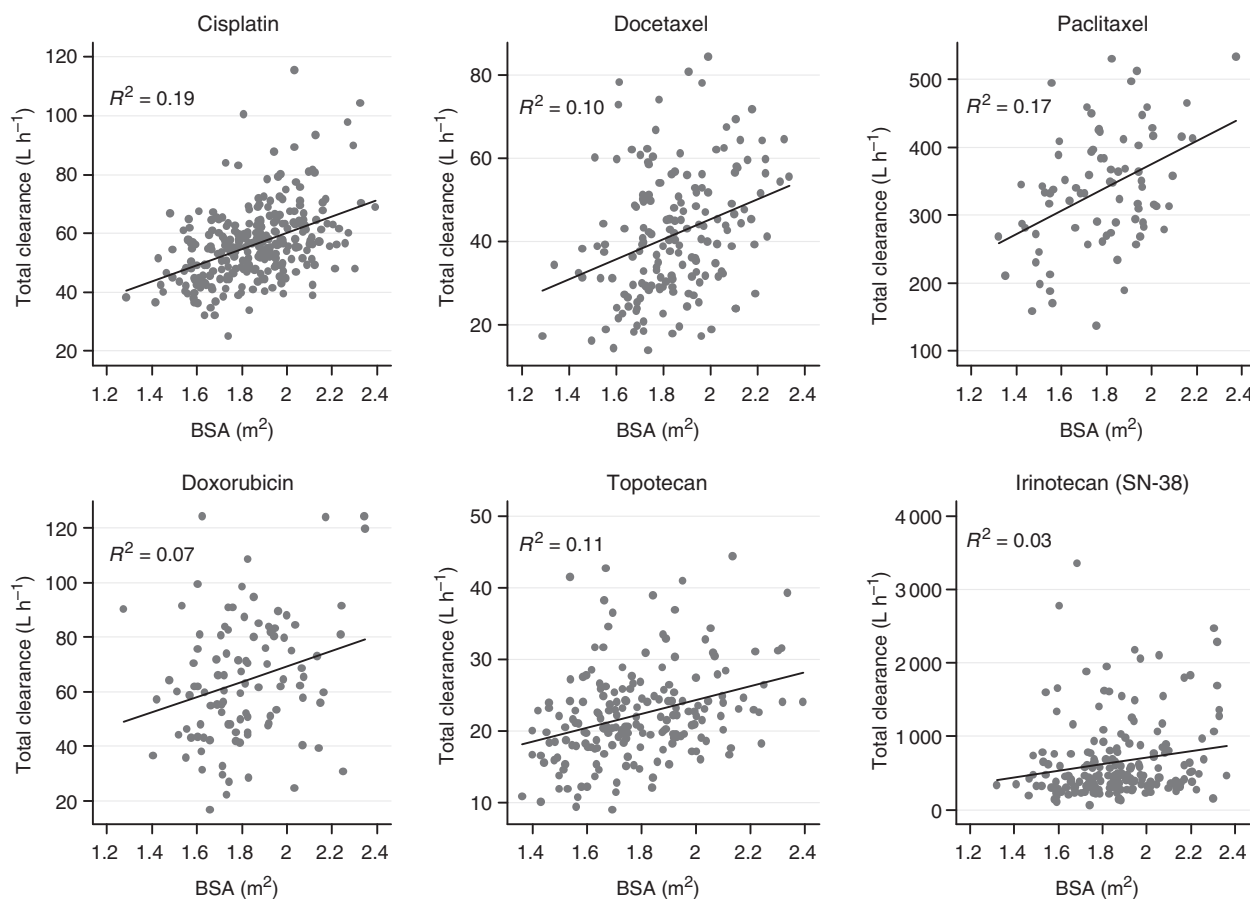 Cisplatin
R² = 0.19
Total clearance (L h⁻¹)
120
100
80
60
40
20
1.2 1.4 1.6 1.8 2 2.2 2.4
BSA (m²)
Docetaxel
R² = 0.10
Total clearance (L h⁻¹)
80
60
40
20
1.2 1.4 1.6 1.8 2 2.2 2.4
BSA (m²)
Paclitaxel
R² = 0.17
Total clearance (L h⁻¹)
500
400
300
200
100
1.2 1.4 1.6 1.8 2 2.2 2.4
BSA (m²)
Doxorubicin
R² = 0.07
Total clearance (L h⁻¹)
120
100
80
60
40
20
1.2 1.4 1.6 1.8 2 2.2 2.4
BSA (m²)
Topotecan
R² = 0.11
Total clearance (L h⁻¹)
50
40
30
20
10
1.4 1.6 1.8 2 2.2 2.4
BSA (m²)
Irinotecan (SN-38)
R² = 0.03
Total clearance (L h⁻¹)
4 000
3 000
2 000
1 000
0
1.2 1.4 1.6 1.8 2 2.2 2.4
BSA (m²)